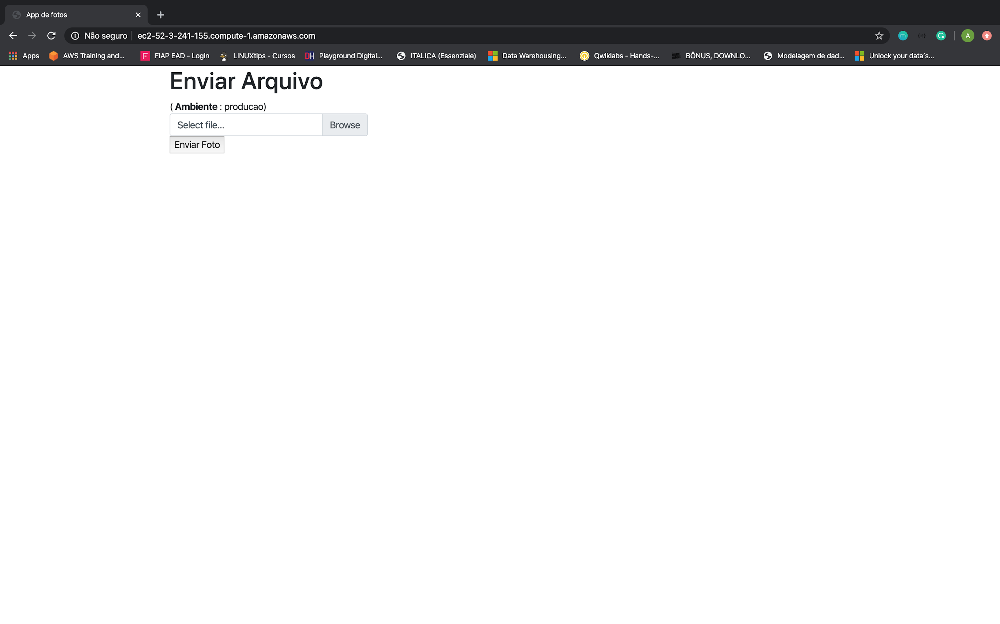 App de fotos
Não seguro | ec2-52-3-241-155.compute-1.amazonaws.com
A
Apps AWS Training and... FIAP EAD - Login LINUXtips - Cursos DH Playground Digital... ITALICA (Essenziale) Data Warehousing... Qwiklabs - Hands-... BÔNUS, DOWNLO... Modelagem de dad... Unlock your data's...
Enviar Arquivo
( Ambiente : producao)
Select file... Browse
Enviar Foto